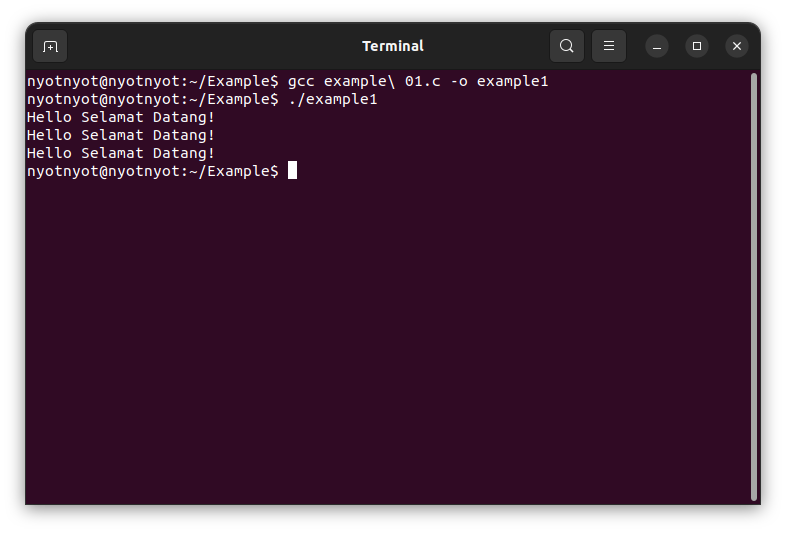 Terminal
nyotnyot@nyotnyot:~/Example$ gcc example\ 01.c -o example1
nyotnyot@nyotnyot:~/Example$ ./example1
Hello Selamat Datang!
Hello Selamat Datang!
Hello Selamat Datang!
nyotnyot@nyotnyot:~/Example$